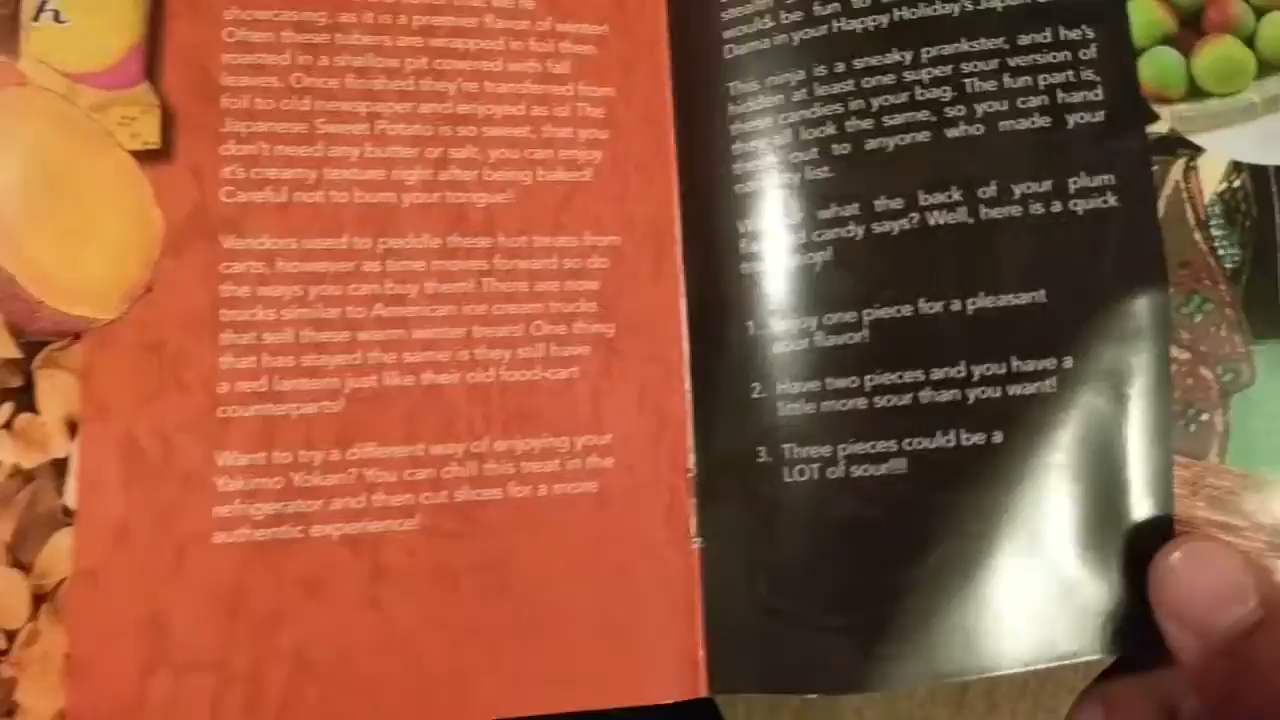 h
showcasing, as it is a premier flavor of winter!
Often these tubers are wrapped in foil then
roasted in a shallow pit covered with fall
leaves. Once finished they're transferred from
foil to old newspaper and enjoyed as is! The
Japanese Sweet Potato is so sweet, that you
don't need any butter or salt, you can enjoy
it's creamy texture right after being baked!
Careful not to burn your tongue!
Vendors used to peddle these hot treats from
carts, however as time moves forward so do
the ways you can buy them! There are now
trucks similar to American ice cream trucks
that sell these warm winter treats! One thing
that has stayed the same is they still have
a red lantern just like their old food-cart
counterparts!
Want to try a different way of enjoying your
Yakimo Yokan? You can chill this treat in the
refrigerator and then cut slices for a more
authentic experience!
would be fun to
Dama in your Happy Holiday's Japan
This ninja is a sneaky prankster, and he's
hidden at least one super sour version of
these candies in your bag. The fun part is,
they all look the same, so you can hand
out to anyone who made your
list.
what the back of your plum
candy says? Well, here is a quick
1. Enjoy one piece for a pleasant
sour flavor!
2. Have two pieces and you have a
little more sour than you want!
3. Three pieces could be a
LOT of sour!!!!